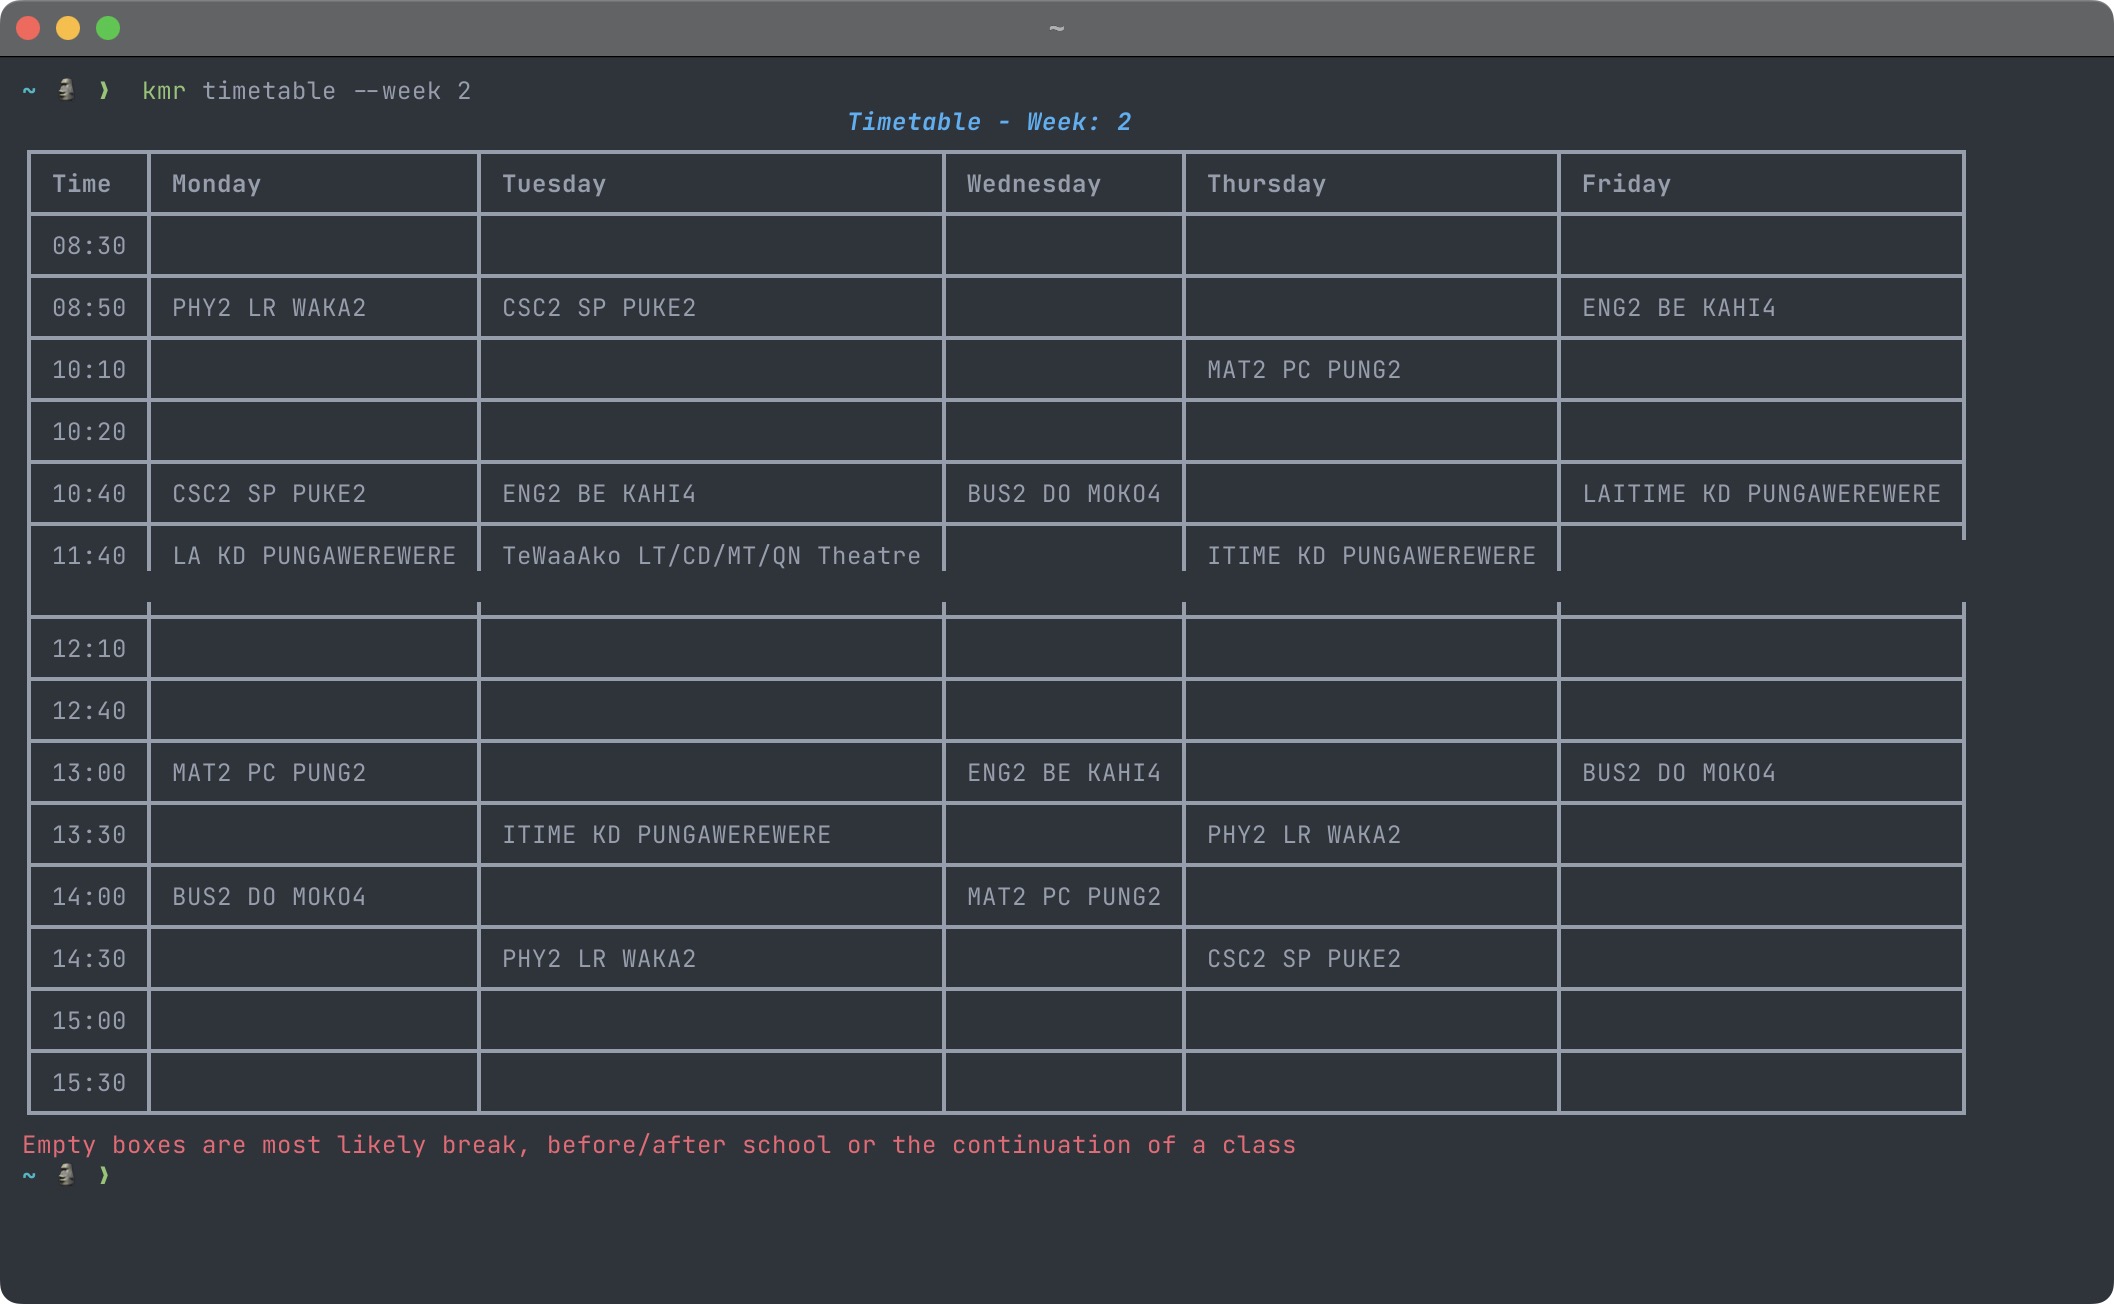 ~
~ 🗿 ❯ kmr timetable --week 2
Timetable - Week: 2
Time Monday Tuesday Wednesday Thursday Friday
08:30
08:50 PHY2 LR WAKA2 CSC2 SP PUKE2 ENG2 BE KAHI4
10:10 MAT2 PC PUNG2
10:20
10:40 CSC2 SP PUKE2 ENG2 BE KAHI4 BUS2 DO MOKO4 LAITIME KD PUNGAWEREWERE
11:40 LA KD PUNGAWEREWERE TeWaaAko LT/CD/MT/QN Theatre ITIME KD PUNGAWEREWERE
12:10
12:40
13:00 MAT2 PC PUNG2 ENG2 BE KAHI4 BUS2 DO MOKO4
13:30 ITIME KD PUNGAWEREWERE PHY2 LR WAKA2
14:00 BUS2 DO MOKO4 MAT2 PC PUNG2
14:30 PHY2 LR WAKA2 CSC2 SP PUKE2
15:00
15:30
Empty boxes are most likely break, before/after school or the continuation of a class
~ 🗿 ❯